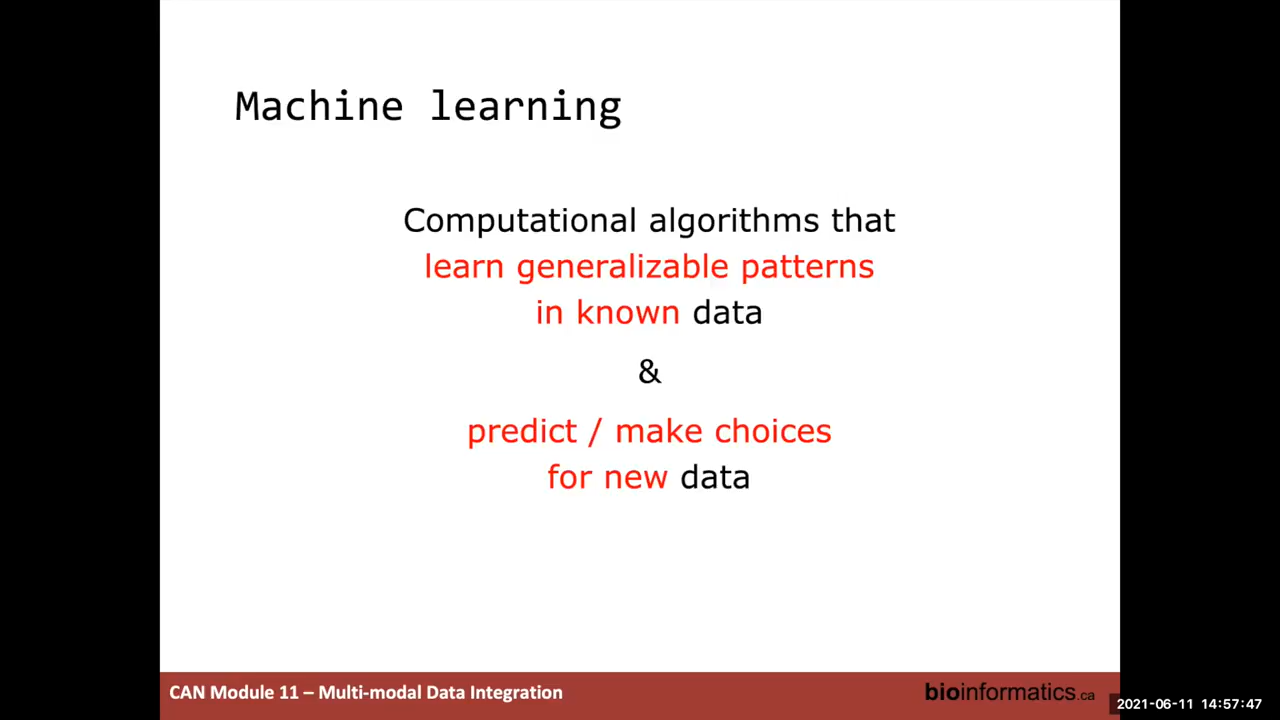 Machine learning
Computational algorithms that
learn generalizable patterns
in known data
&
predict / make choices
for new data
CAN Module 11 – Multi-modal Data Integration
bioinformatics.ca
2021-06-11 14:57:47